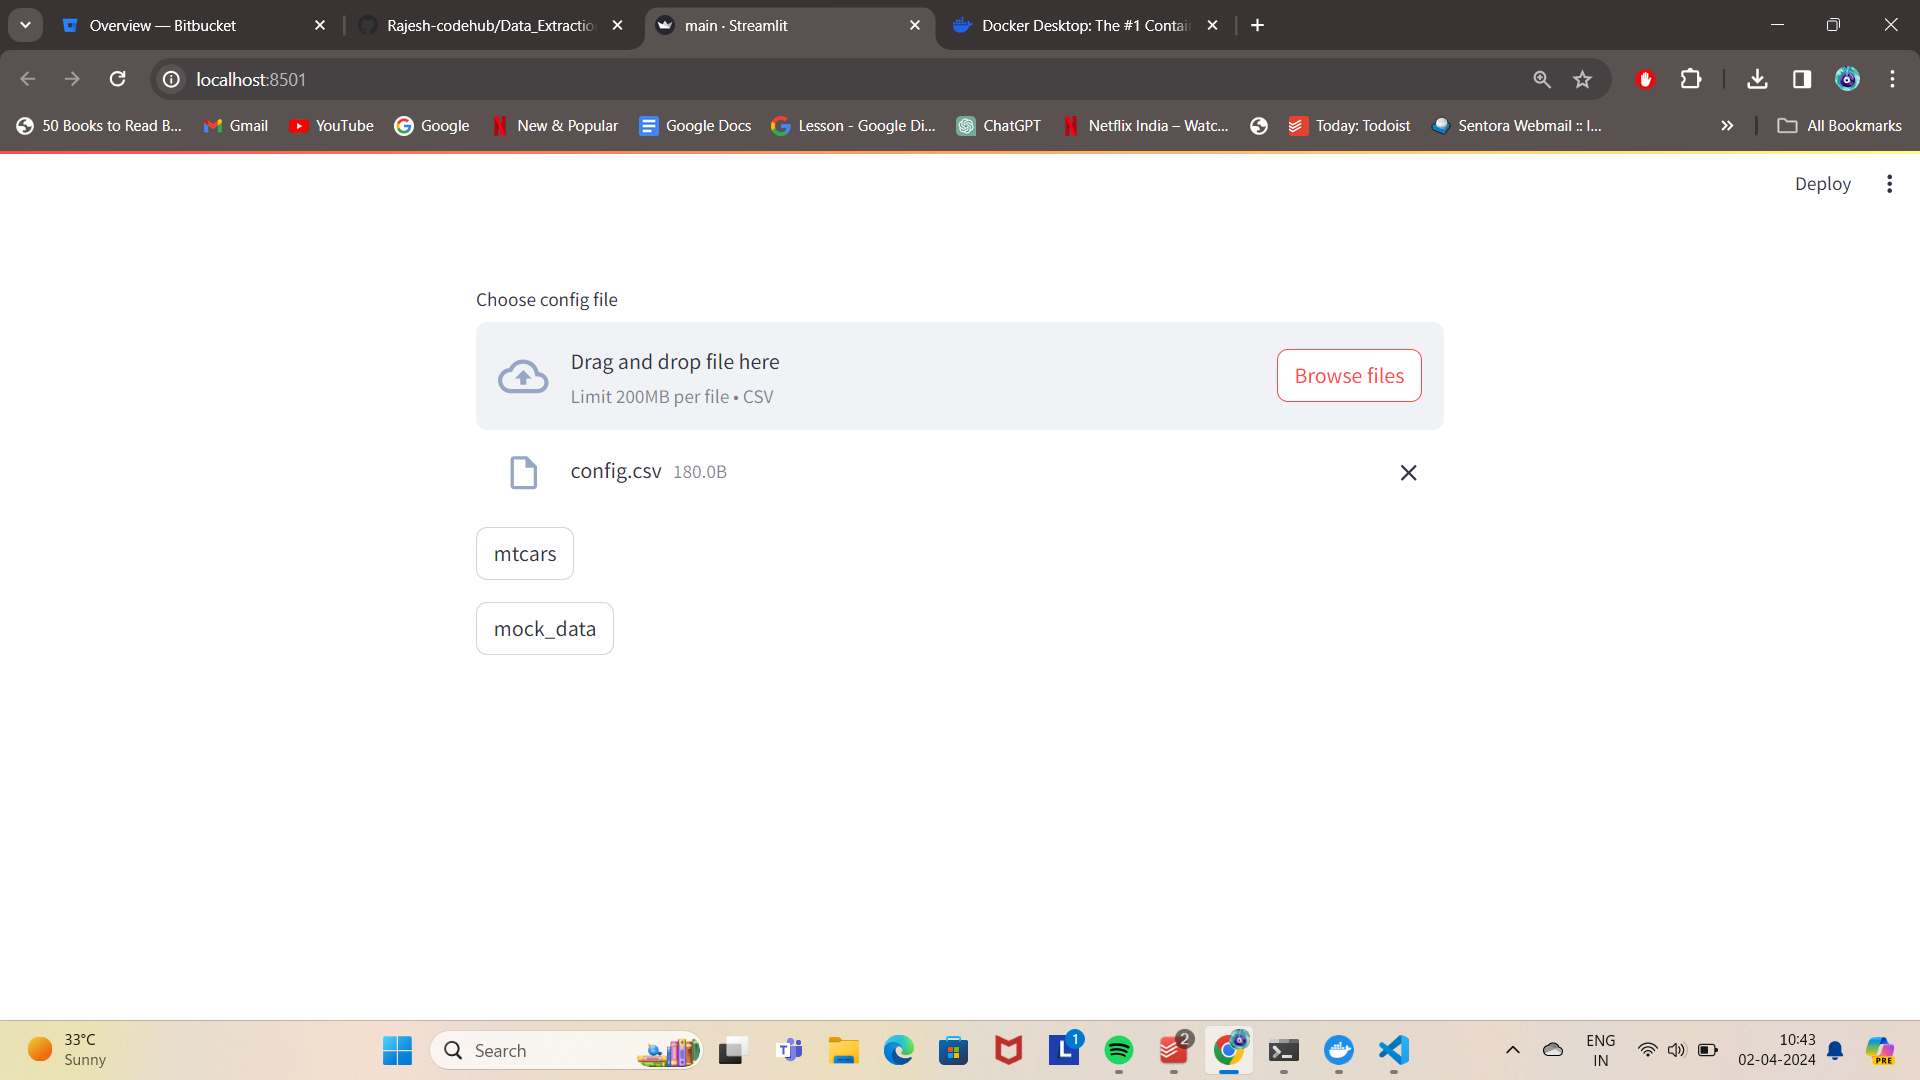 Overview — Bitbucket
Rajesh-codehub/Data_Extractio
main · Streamlit
Docker Desktop: The #1 Contai
localhost:8501
50 Books to Read B...
Gmail
YouTube
Google
New & Popular
Google Docs
Lesson - Google Di...
ChatGPT
Netflix India – Watc...
Today: Todoist
Sentora Webmail :: I...
All Bookmarks
Deploy
Choose config file
Drag and drop file here
Limit 200MB per file • CSV
Browse files
config.csv 180.0B
mtcars
mock_data
33°C
Sunny
Search
1
2
ENG
IN
10:43
02-04-2024
PRE